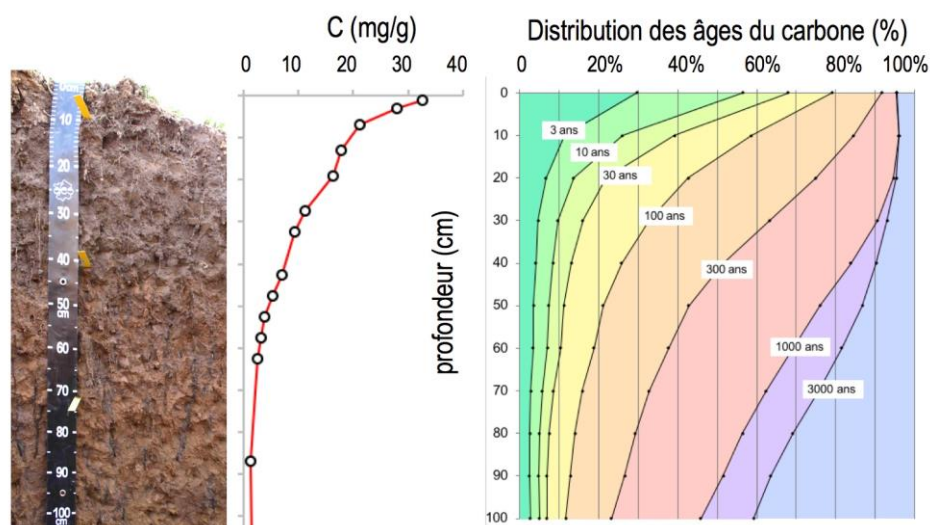 C (mg/g)
0 10 20 30 40
Distribution des âges du carbone (%)
0 20% 40% 60% 80% 100%
profondeur (cm)
0
10
20
30
40
50
60
70
80
90
100
3 ans
10 ans
30 ans
100 ans
300 ans
1000 ans
3000 ans
0cm
10
20
30
40
50
cm
60
70
80
90
100
cm